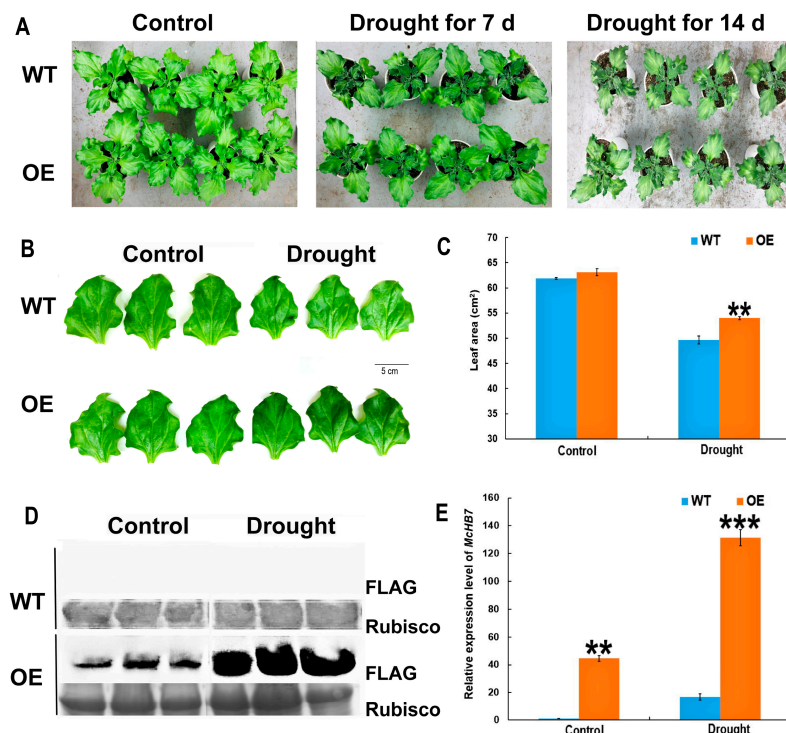 A
Control
Drought for 7 d
Drought for 14 d
WT
OE
B
Control
Drought
WT
5 cm
OE
C
WT
OE
Leaf area (cm²)
65
60
55
50
45
40
35
30
**
Control
Drought
D
Control
Drought
WT
FLAG
Rubisco
OE
FLAG
Rubisco
E
WT
OE
Relative expression level of McHB7
160
140
120
100
80
60
40
20
0
**
***
Control
Drought